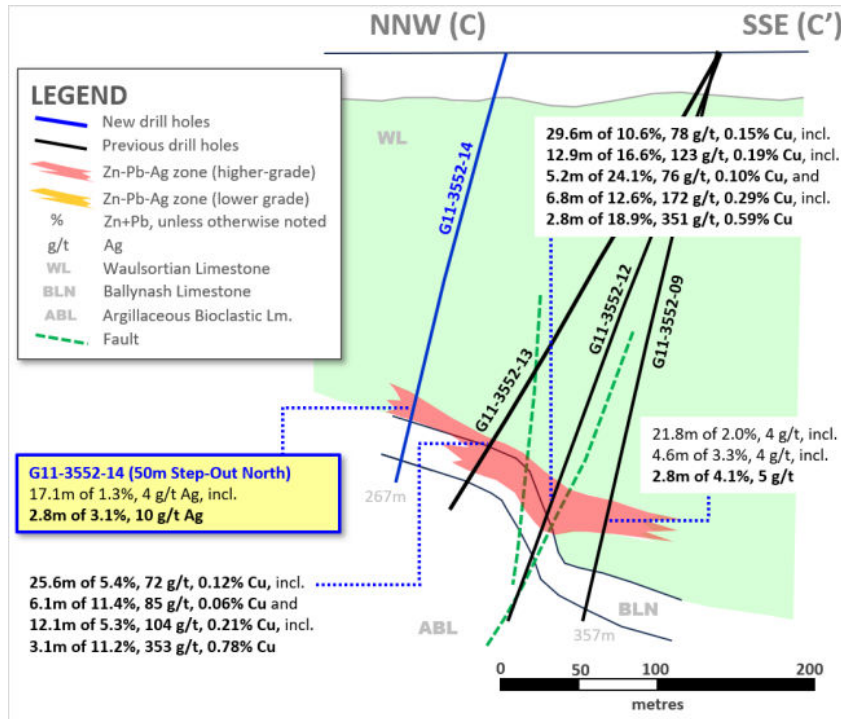 NNW (C)
SSE (C')
LEGEND
New drill holes
Previous drill holes
Zn-Pb-Ag zone (higher-grade)
Zn-Pb-Ag zone (lower grade)
% Zn+Pb, unless otherwise noted
g/t Ag
WL Waulsortian Limestone
BLN Ballynash Limestone
ABL Argillaceous Bioclastic Lm.
Fault
WL
G11-3552-14
29.6m of 10.6%, 78 g/t, 0.15% Cu, incl.
12.9m of 16.6%, 123 g/t, 0.19% Cu, incl.
5.2m of 24.1%, 76 g/t, 0.10% Cu, and
6.8m of 12.6%, 172 g/t, 0.29% Cu, incl.
2.8m of 18.9%, 351 g/t, 0.59% Cu
G11-3552-13
G11-3552-12
G11-3552-09
21.8m of 2.0%, 4 g/t, incl.
4.6m of 3.3%, 4 g/t, incl.
2.8m of 4.1%, 5 g/t
G11-3552-14 (50m Step-Out North)
17.1m of 1.3%, 4 g/t Ag, incl.
2.8m of 3.1%, 10 g/t Ag
267m
25.6m of 5.4%, 72 g/t, 0.12% Cu, incl.
6.1m of 11.4%, 85 g/t, 0.06% Cu and
12.1m of 5.3%, 104 g/t, 0.21% Cu, incl.
3.1m of 11.2%, 353 g/t, 0.78% Cu
ABL
BLN
357m
0 50 100 200
metres